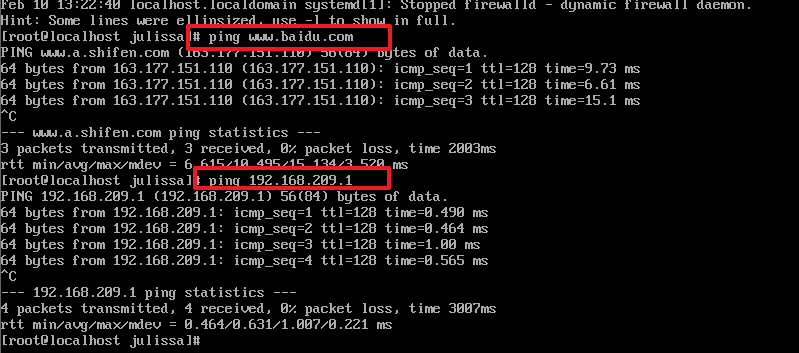 Feb 10 13:22:40 localhost.localdomain systemd[1]: Stopped firewalld - dynamic firewall daemon.
Hint: Some lines were ellipsized, use -l to show in full.
[root@localhost julissa]# ping www.baidu.com
PING www.a.shifen.com (163.177.151.110) 56(84) bytes of data.
64 bytes from 163.177.151.110 (163.177.151.110): icmp_seq=1 ttl=128 time=9.73 ms
64 bytes from 163.177.151.110 (163.177.151.110): icmp_seq=2 ttl=128 time=6.61 ms
64 bytes from 163.177.151.110 (163.177.151.110): icmp_seq=3 ttl=128 time=15.1 ms
^C
--- www.a.shifen.com ping statistics ---
3 packets transmitted, 3 received, 0% packet loss, time 2003ms
rtt min/avg/max/mdev = 6.615/10.495/15.134/3.520 ms
[root@localhost julissa]# ping 192.168.209.1
PING 192.168.209.1 (192.168.209.1) 56(84) bytes of data.
64 bytes from 192.168.209.1: icmp_seq=1 ttl=128 time=0.490 ms
64 bytes from 192.168.209.1: icmp_seq=2 ttl=128 time=0.464 ms
64 bytes from 192.168.209.1: icmp_seq=3 ttl=128 time=1.00 ms
64 bytes from 192.168.209.1: icmp_seq=4 ttl=128 time=0.565 ms
^C
--- 192.168.209.1 ping statistics ---
4 packets transmitted, 4 received, 0% packet loss, time 3007ms
rtt min/avg/max/mdev = 0.464/0.631/1.007/0.221 ms
[root@localhost julissa]#